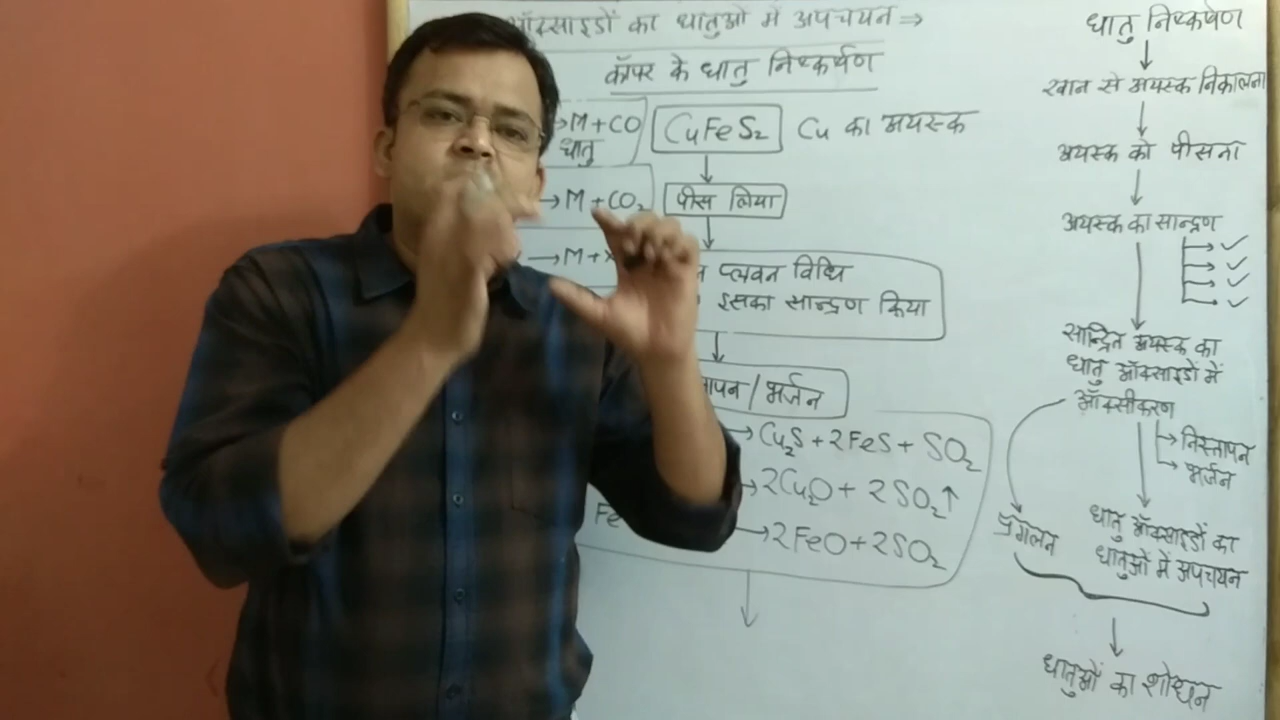 ऑक्साइडों का धातुओं में अपचयन ⇒
कॉपर के धातु निष्कर्षण
→M+CO
धातु
→M+CO₂
→M+
CuFeS₂
Cu का अयस्क
↓
पीस लिया
↓
प्लवन विधि
इसका सान्द्रण किया
↓
/भर्जन
→Cu₂S+2FeS+SO₂
→2Cu₂O+2SO₂↑
Fe
→2FeO+2SO₂
↓
धातु निष्कर्षण
↓
खान से अयस्क निकालना
↓
अयस्क को पीसना
↓
अयस्क का सान्द्रण
→✓
→✓
→✓
→✓
↓
सान्द्रित अयस्क का
धातु ऑक्साइडों में
ऑक्सीकरण
→निस्तापन
→भर्जन
↓
प्रगलन
धातु ऑक्साइडों का
धातुओं में अपचयन
↓
धातुओं का शोधन